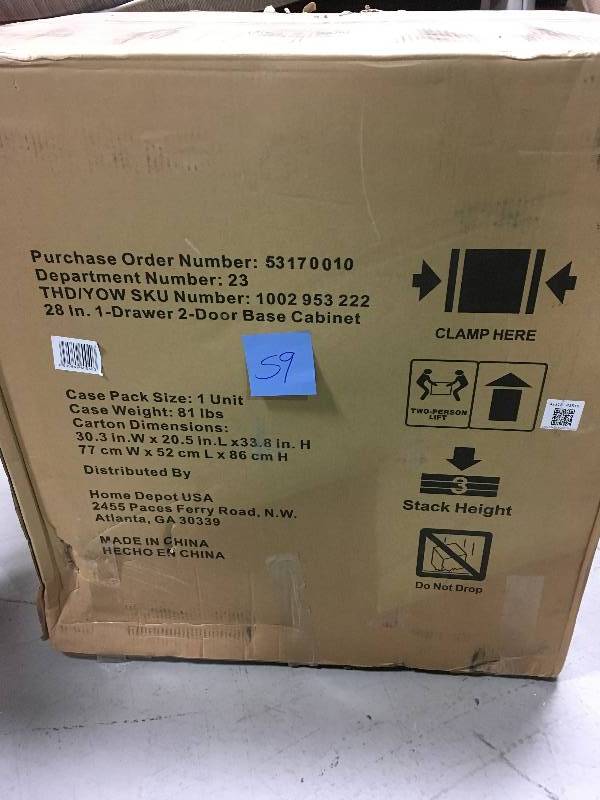 Purchase Order Number: 53170010
Department Number: 23
THD/YOW SKU Number: 1002 953 222
28 In. 1-Drawer 2-Door Base Cabinet
59
Case Pack Size: 1 Unit
Case Weight: 81 lbs
Carton Dimensions:
30.3 in.W x 20.5 in.L x33.8 in. H
77 cm W x 52 cm L x 86 cm H
Distributed By
Home Depot USA
2455 Paces Ferry Road, N.W.
Atlanta, GA 30339
MADE IN CHINA
HECHO EN CHINA
CLAMP HERE
TWO-PERSON
LIFT
3
Stack Height
Do Not Drop